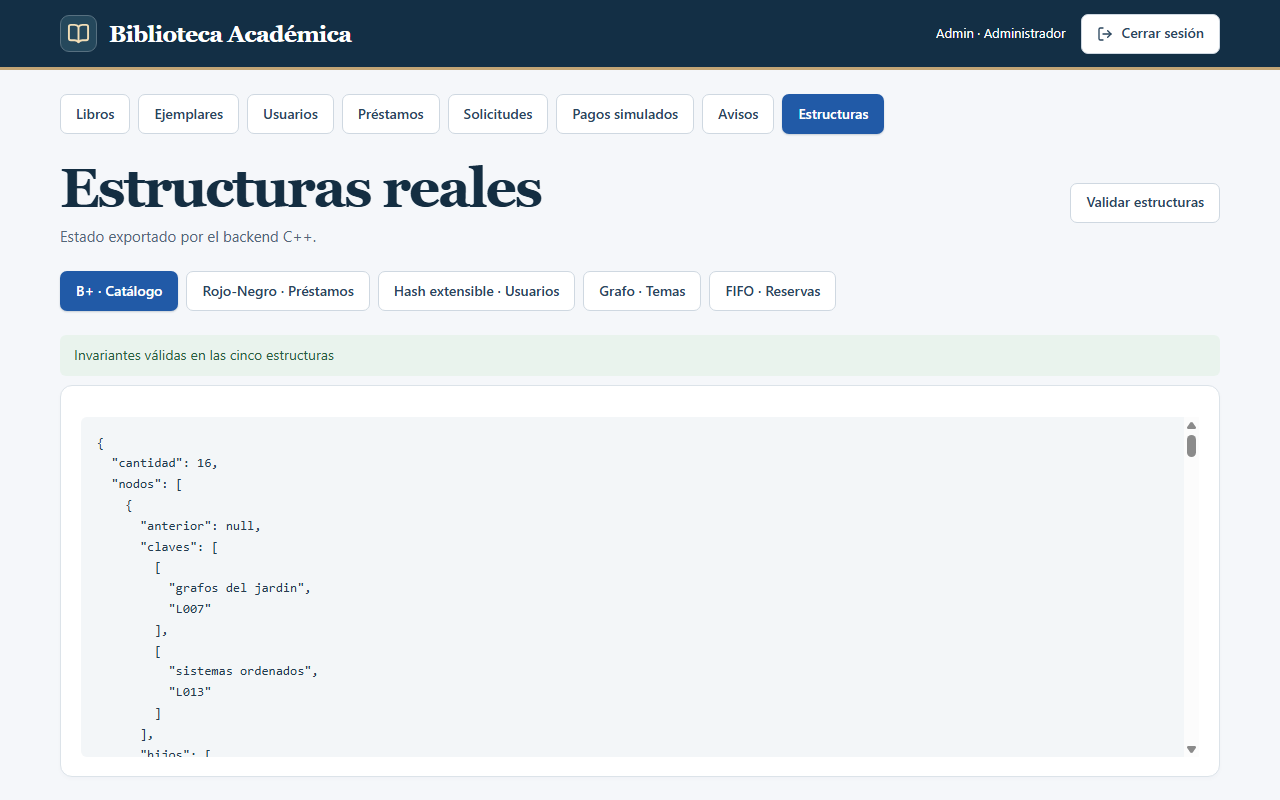 Biblioteca Académica
Admin · Administrador
Cerrar sesión
Libros
Ejemplares
Usuarios
Préstamos
Solicitudes
Pagos simulados
Avisos
Estructuras
Estructuras reales
Validar estructuras
Estado exportado por el backend C++.
B+ · Catálogo
Rojo-Negro · Préstamos
Hash extensible · Usuarios
Grafo · Temas
FIFO · Reservas
Invariantes válidas en las cinco estructuras
{
  "cantidad": 16,
  "nodos": [
    {
      "anterior": null,
      "claves": [
        [
          "grafos del jardin",
          "L007"
        ],
        [
          "sistemas ordenados",
          "L013"
        ]
      ],
      "hijos": [